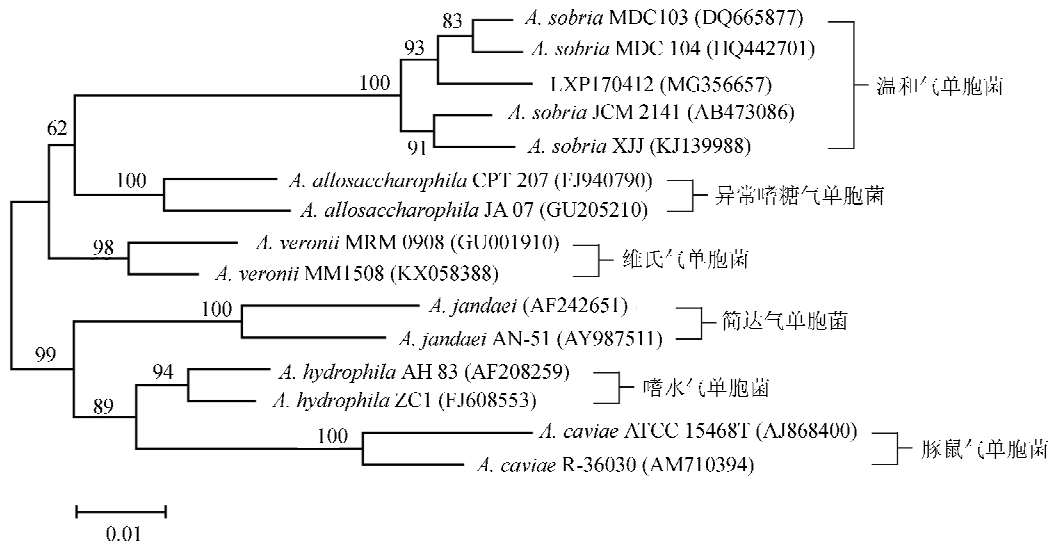 83
A. sobria MDC103 (DQ665877)
93
A. sobria MDC 104 (HQ442701)
100
LXP170412 (MG356657)
温和气单胞菌
A. sobria JCM 2141 (AB473086)
62
91
A. sobria XJJ (KJ139988)
100
A. allosaccharophila CPT 207 (FJ940790)
异常嗜糖气单胞菌
A. allosaccharophila JA 07 (GU205210)
98
A. veronii MRM 0908 (GU001910)
维氏气单胞菌
A. veronii MM1508 (KX058388)
100
A. jandaei (AF242651)
简达气单胞菌
A. jandaei AN-51 (AY987511)
99
94
A. hydrophila AH 83 (AF208259)
嗜水气单胞菌
89
A. hydrophila ZC1 (FJ608553)
100
A. caviae ATCC 15468T (AJ868400)
豚鼠气单胞菌
A. caviae R-36030 (AM710394)
0.01